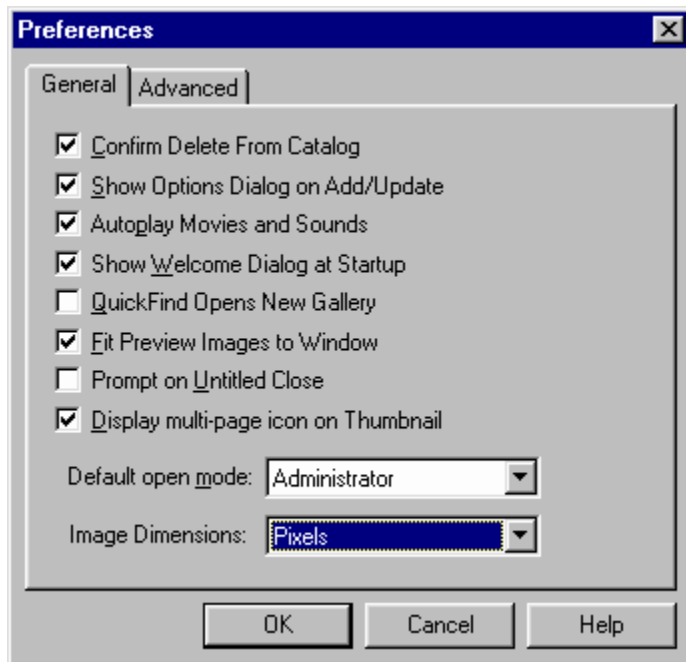 Preferences
General Advanced
Confirm Delete From Catalog
Show Options Dialog on Add/Update
Autoplay Movies and Sounds
Show Welcome Dialog at Startup
QuickFind Opens New Gallery
Fit Preview Images to Window
Prompt on Untitled Close
Display multi-page icon on Thumbnail
Default open mode: Administrator
Image Dimensions: Pixels
OK Cancel Help